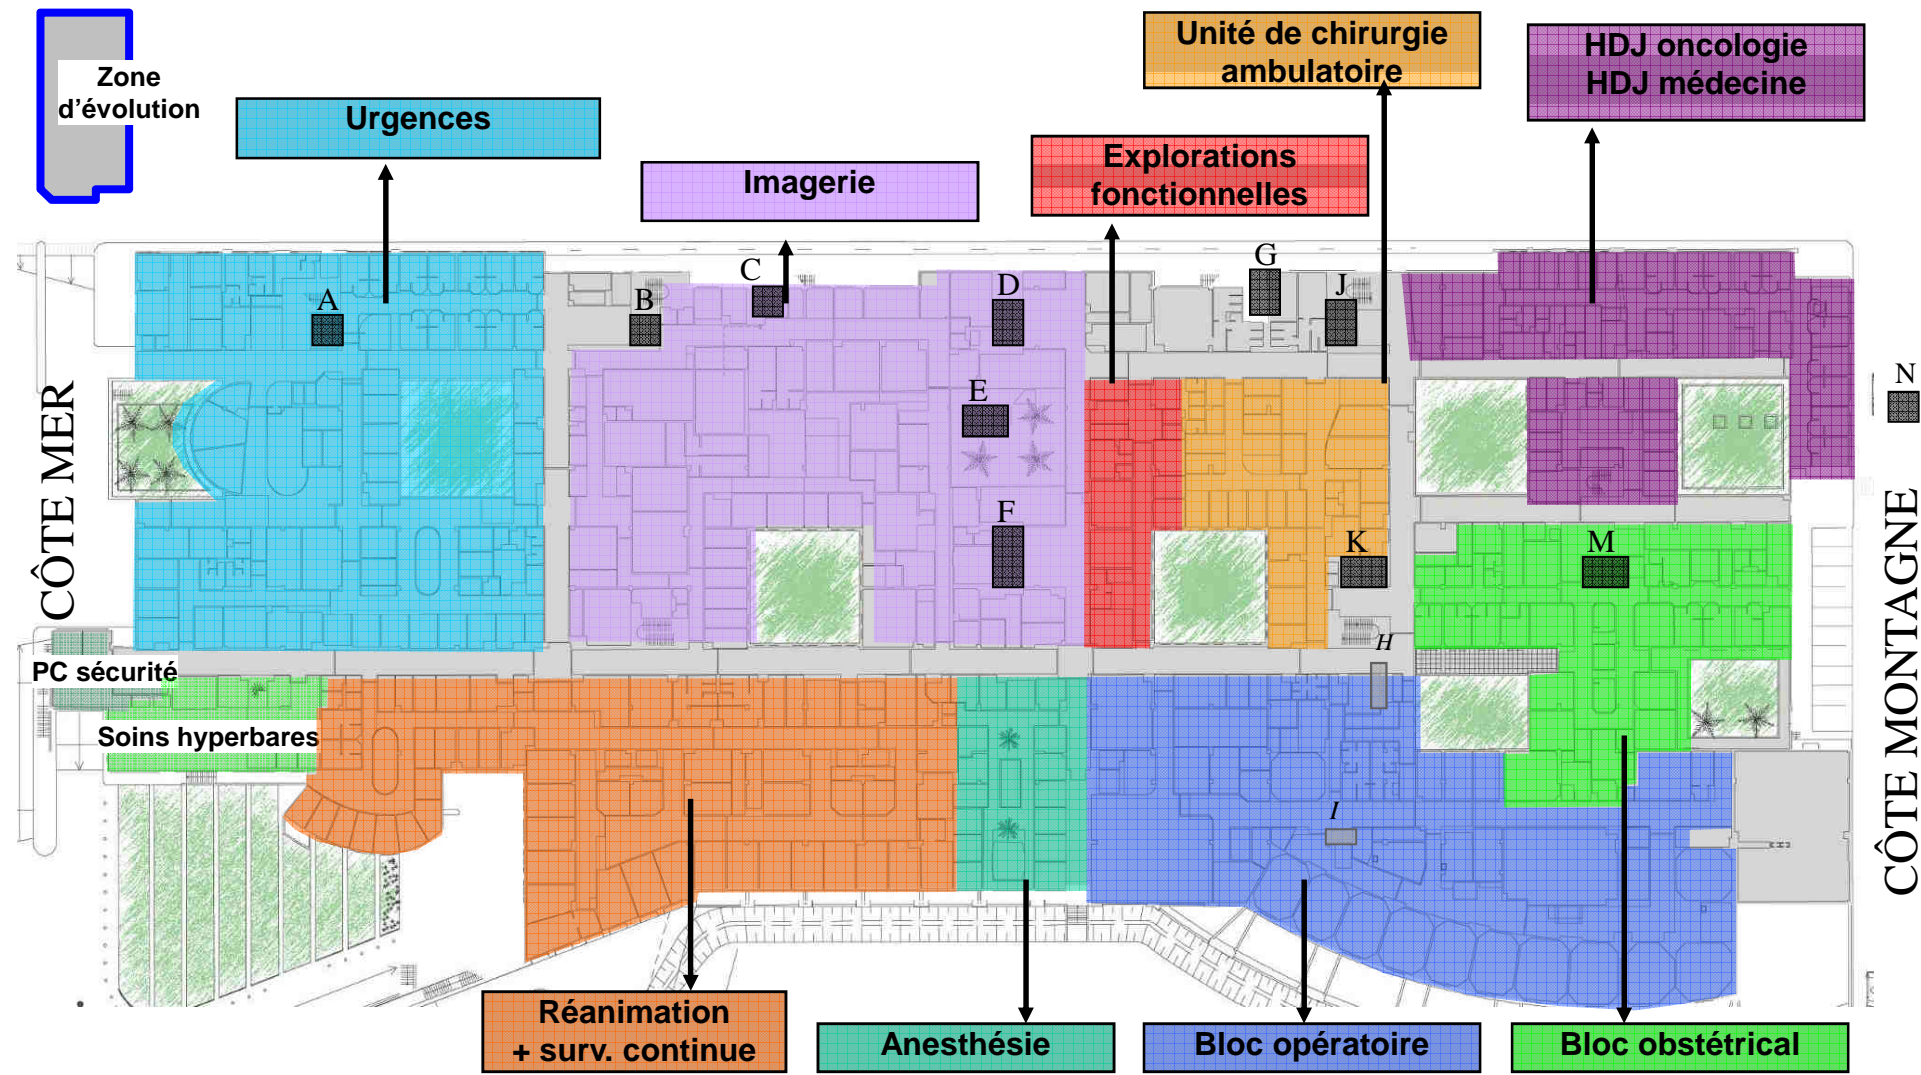 Zone
d'évolution
Urgences
Imagerie
Explorations
fonctionnelles
Unité de chirurgie
ambulatoire
HDJ oncologie
HDJ médecine
A
B
C
D
E
F
G
J
K
H
I
M
N
CÔTE MER
CÔTE MONTAGNE
PC sécurité
Soins hyperbares
Réanimation
+ surv. continue
Anesthésie
Bloc opératoire
Bloc obstétrical